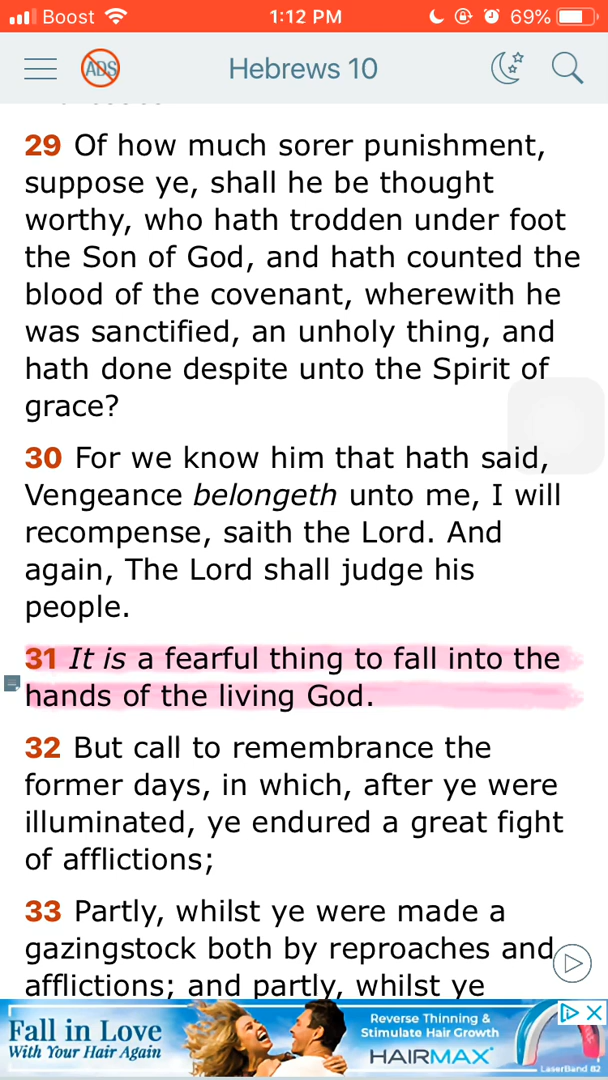 Boost 1:12 PM 69%
ADS Hebrews 10
29 Of how much sorer punishment,
suppose ye, shall he be thought
worthy, who hath trodden under foot
the Son of God, and hath counted the
blood of the covenant, wherewith he
was sanctified, an unholy thing, and
hath done despite unto the Spirit of
grace?
30 For we know him that hath said,
Vengeance belongeth unto me, I will
recompense, saith the Lord. And
again, The Lord shall judge his
people.
31 It is a fearful thing to fall into the
hands of the living God.
32 But call to remembrance the
former days, in which, after ye were
illuminated, ye endured a great fight
of afflictions;
33 Partly, whilst ye were made a
gazingstock both by reproaches and
afflictions; and partly, whilst ye
Fall in Love
With Your Hair Again
Reverse Thinning &
Stimulate Hair Growth
HAIRMAX
LaserBand 82